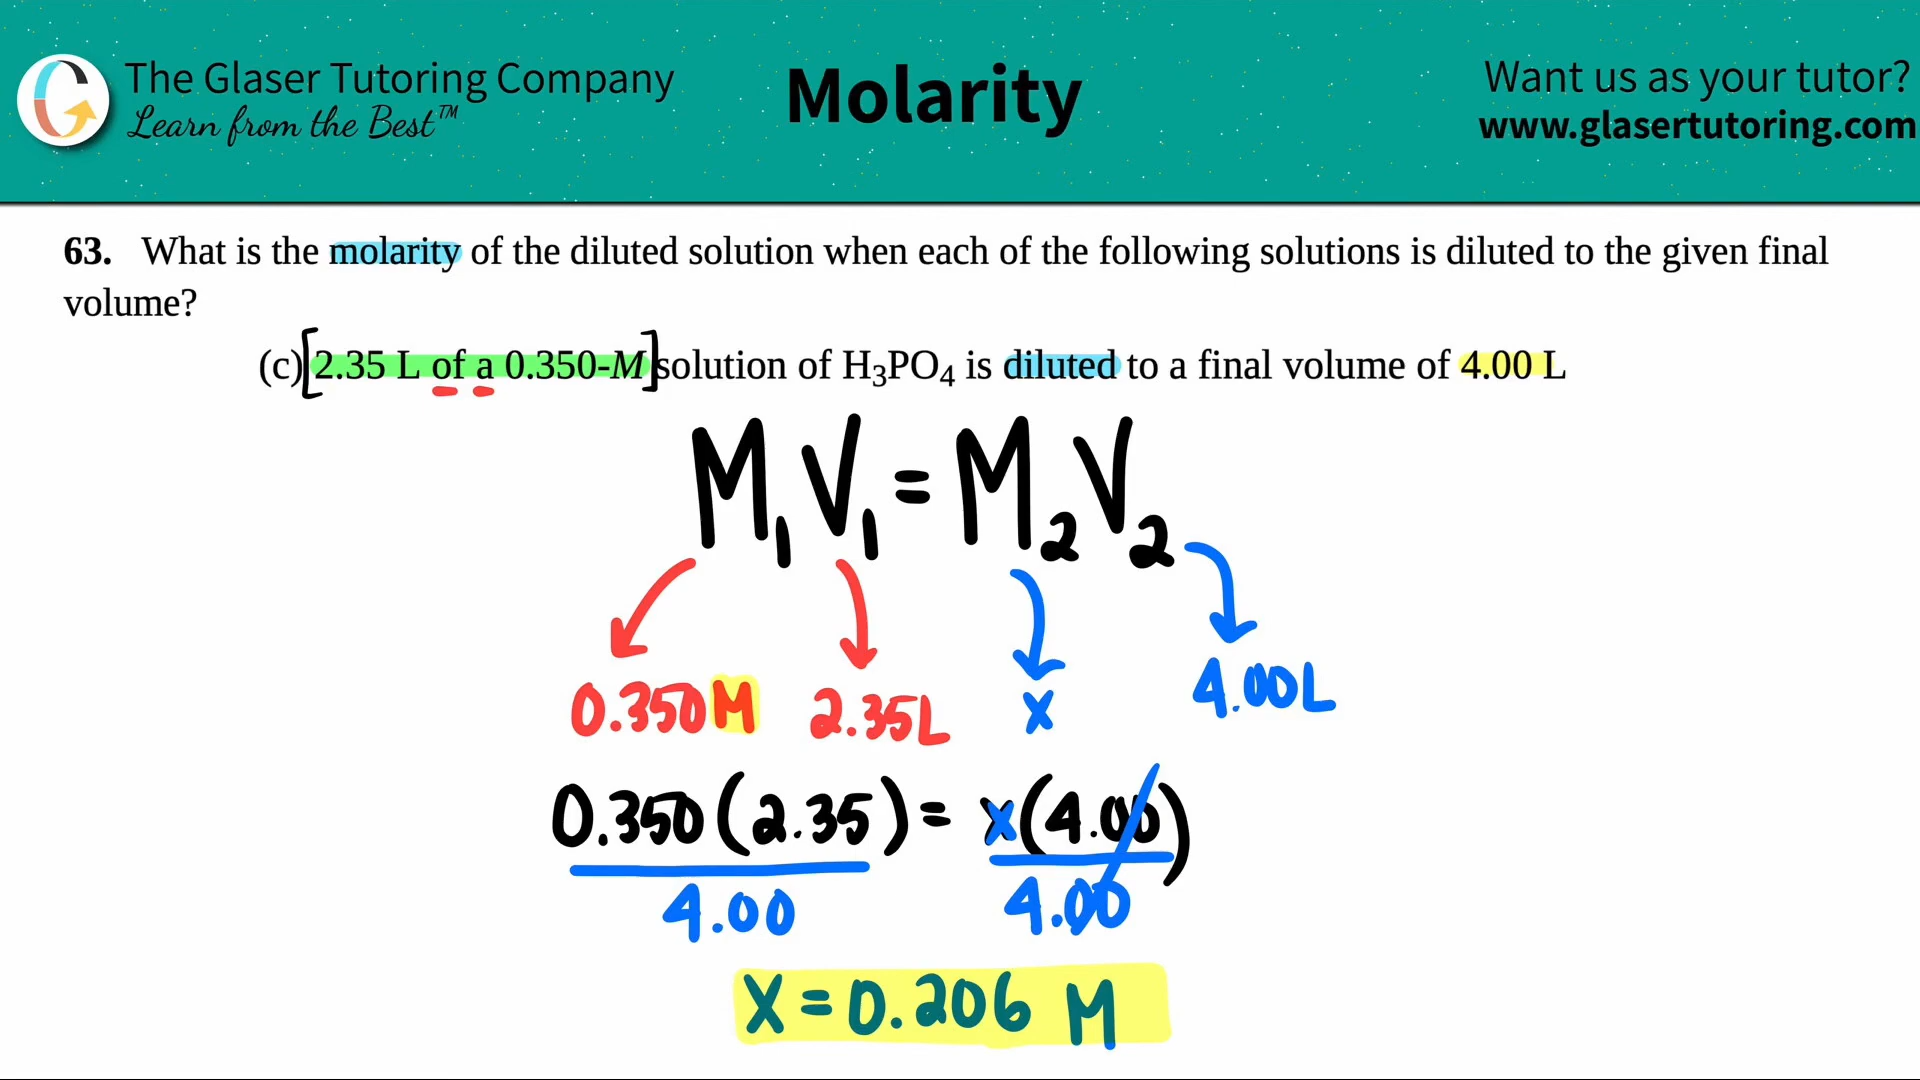 The Glaser Tutoring Company
Learn from the Best™
Molarity
Want us as your tutor?
www.glasertutoring.com
63. What is the molarity of the diluted solution when each of the following solutions is diluted to the given final
volume?
(c) [2.35 L of a 0.350-M] solution of H₃PO₄ is diluted to a final volume of 4.00 L
M₁V₁ = M₂V₂
0.350M 2.35L x 4.00L
0.350(2.35) = x(4.00)
4.00 4.00
x = 0.206 M